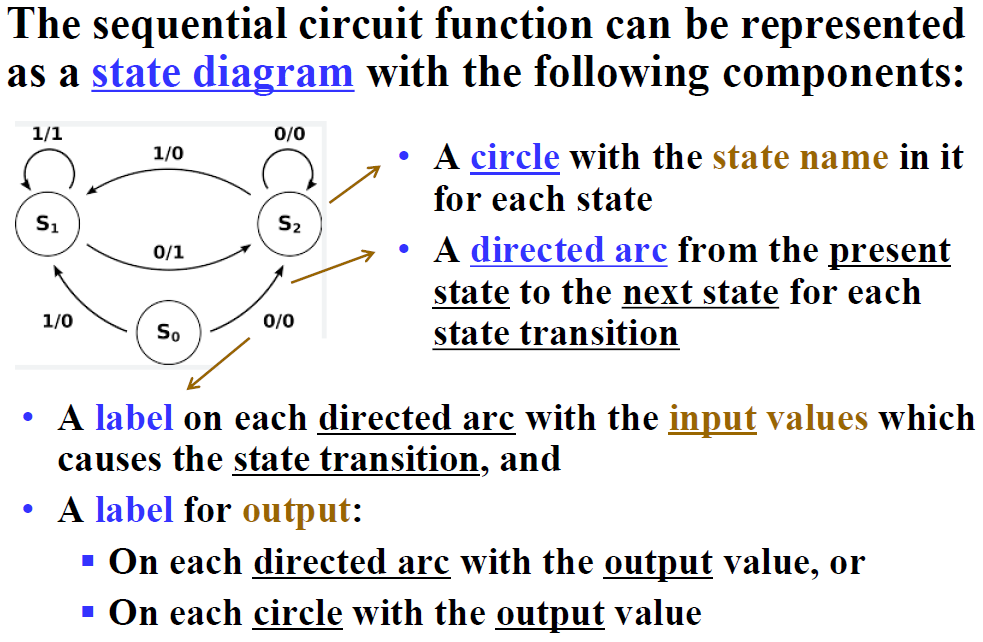 The sequential circuit function can be represented
as a state diagram with the following components:
1/1
0/0
1/0
S₁
S₂
0/1
1/0
S₀
0/0
• A circle with the state name in it
for each state
• A directed arc from the present
state to the next state for each
state transition
• A label on each directed arc with the input values which
causes the state transition, and
• A label for output:
▪ On each directed arc with the output value, or
▪ On each circle with the output value